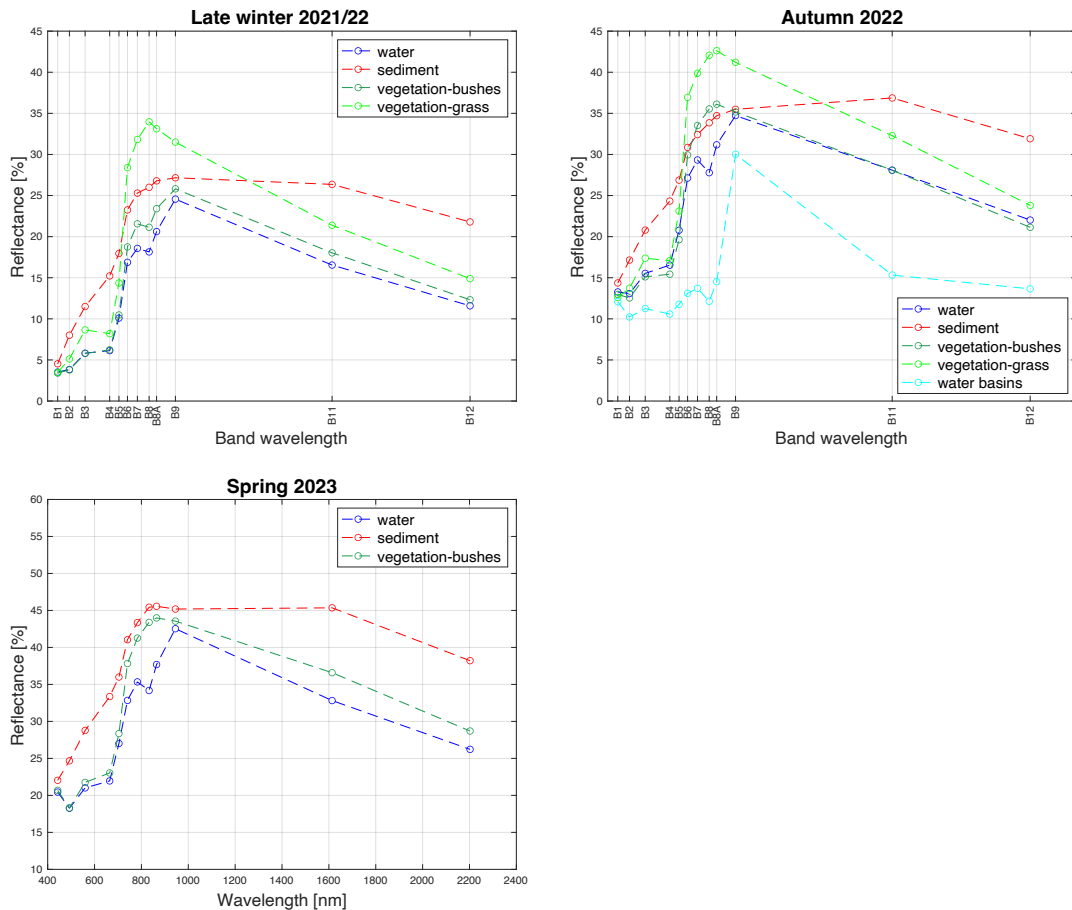 Late winter 2021/22
45
40
35
30
25
20
15
10
5
0
Reflectance [%]
water
sediment
vegetation-bushes
vegetation-grass
B1
B2
B3
B4
B5
B6
B7
B8
B8A
B9
B11
B12
Band wavelength
Autumn 2022
45
40
35
30
25
20
15
10
5
0
Reflectance [%]
water
sediment
vegetation-bushes
vegetation-grass
water basins
B1
B2
B3
B4
B5
B6
B7
B8
B8A
B9
B11
B12
Band wavelength
Spring 2023
60
55
50
45
40
35
30
25
20
15
10
Reflectance [%]
water
sediment
vegetation-bushes
400 600 800 1000 1200 1400 1600 1800 2000 2200 2400
Wavelength [nm]